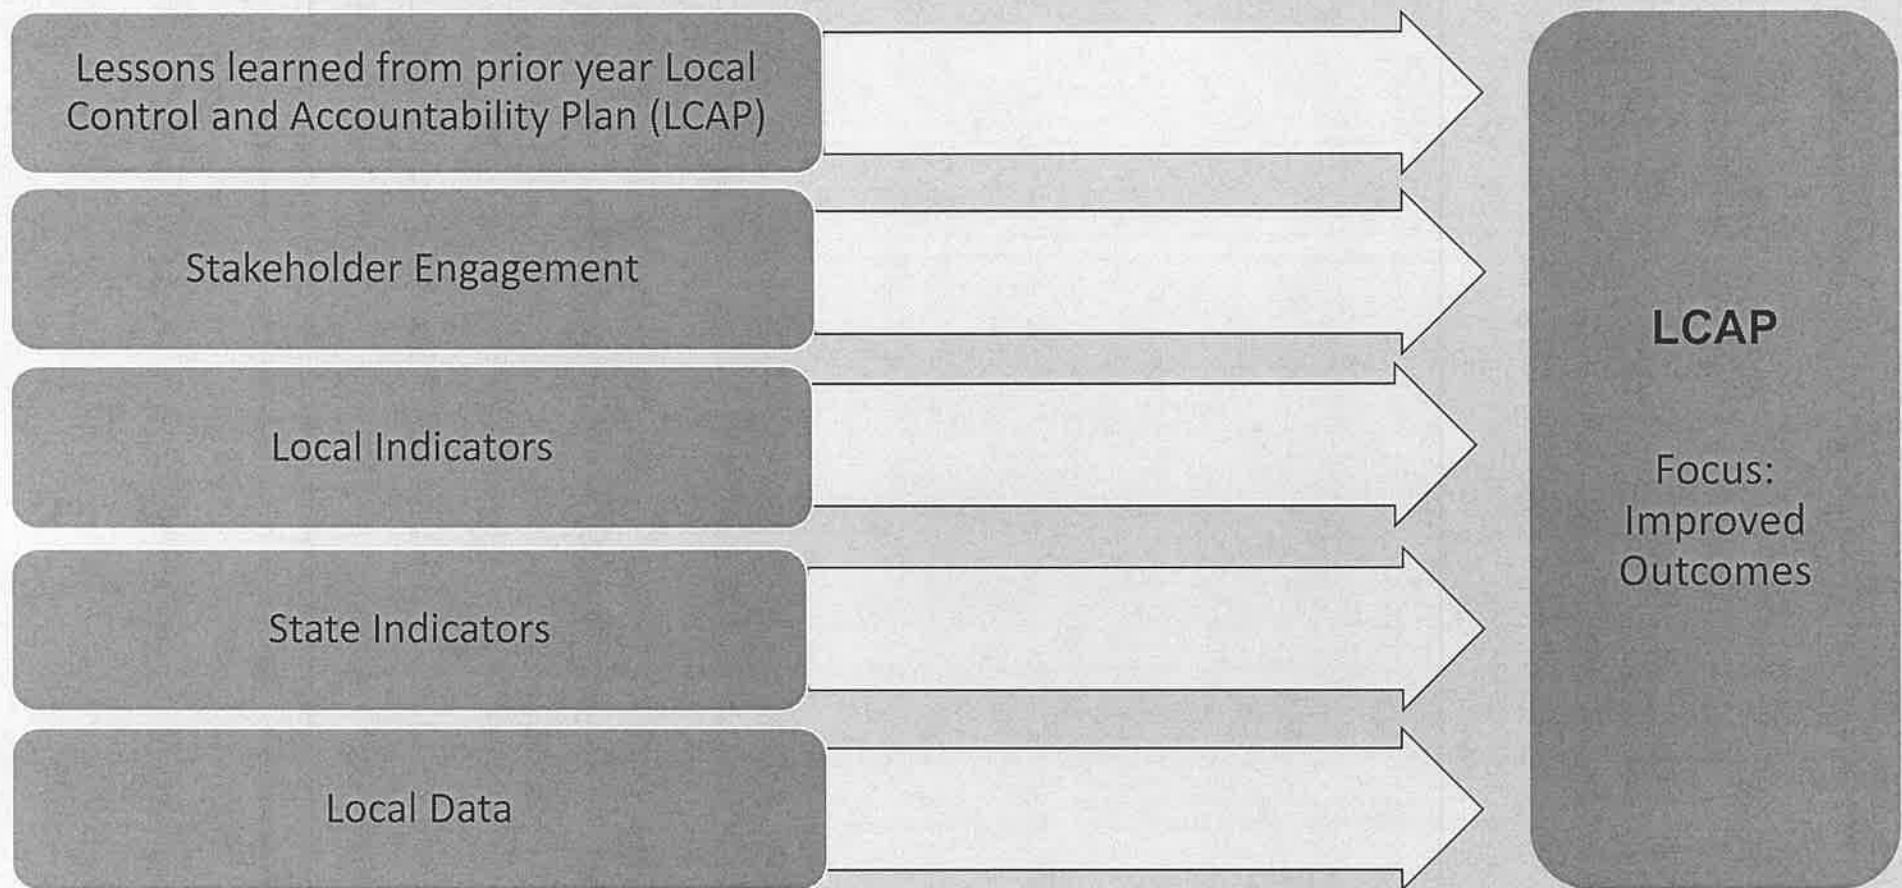 Lessons learned from prior year Local
Control and Accountability Plan (LCAP)
Stakeholder Engagement
Local Indicators
State Indicators
Local Data
LCAP
Focus:
Improved
Outcomes